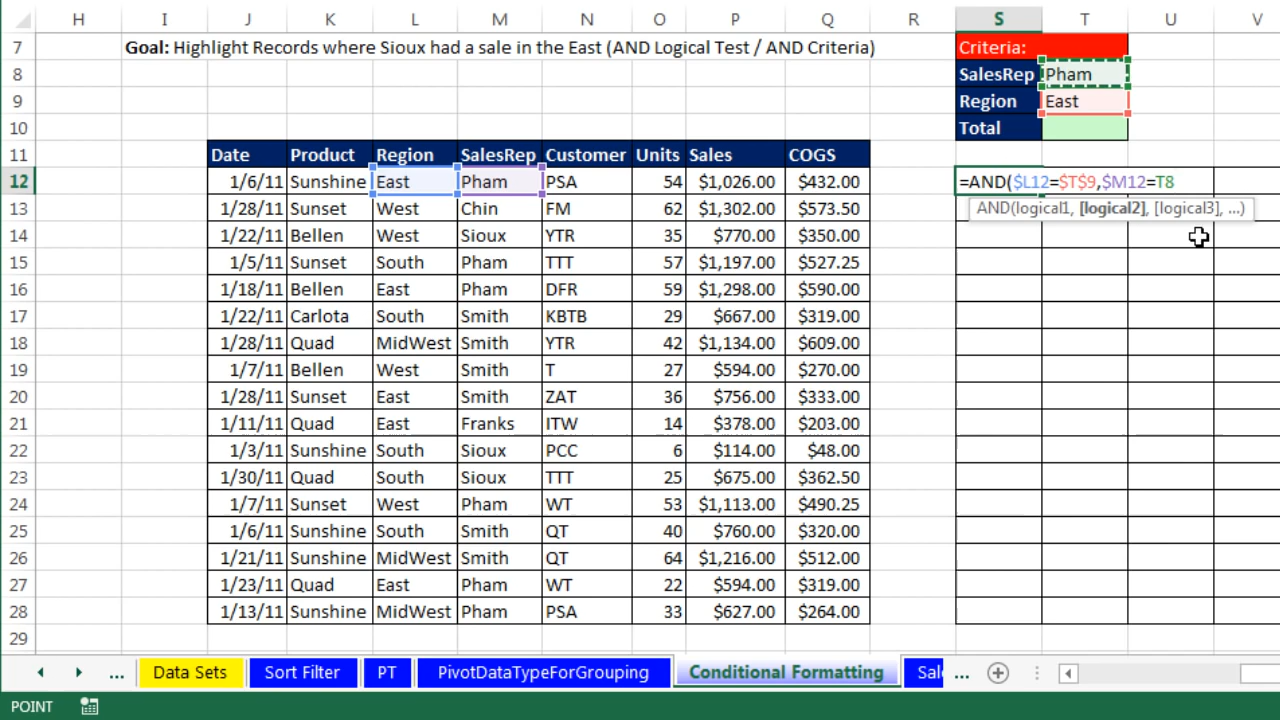 H I J K L M N O P Q R S T U V
7 Goal: Highlight Records where Sioux had a sale in the East (AND Logical Test / AND Criteria) Criteria:
8 SalesRep Pham
9 Region East
10 Total
11 Date Product Region SalesRep Customer Units Sales COGS
12 1/6/11 Sunshine East Pham PSA 54 $1,026.00 $432.00 =AND($L12=$T$9,$M12=T8
13 1/28/11 Sunset West Chin FM 62 $1,302.00 $573.50 AND(logical1, [logical2], [logical3], ...)
14 1/22/11 Bellen West Sioux YTR 35 $770.00 $350.00
15 1/5/11 Sunset South Pham TTT 57 $1,197.00 $527.25
16 1/18/11 Bellen East Pham DFR 59 $1,298.00 $590.00
17 1/22/11 Carlota South Smith KBTB 29 $667.00 $319.00
18 1/28/11 Quad MidWest Smith YTR 42 $1,134.00 $609.00
19 1/7/11 Bellen West Smith T 27 $594.00 $270.00
20 1/28/11 Sunset East Smith ZAT 36 $756.00 $333.00
21 1/11/11 Quad East Franks ITW 14 $378.00 $203.00
22 1/3/11 Sunshine South Sioux PCC 6 $114.00 $48.00
23 1/30/11 Quad South Sioux TTT 25 $675.00 $362.50
24 1/7/11 Sunset West Pham WT 53 $1,113.00 $490.25
25 1/6/11 Sunshine South Smith QT 40 $760.00 $320.00
26 1/21/11 Sunshine MidWest Smith QT 64 $1,216.00 $512.00
27 1/23/11 Quad East Pham WT 22 $594.00 $319.00
28 1/13/11 Sunshine MidWest Pham PSA 33 $627.00 $264.00
29
... Data Sets Sort Filter PT PivotDataTypeForGrouping Conditional Formatting Sale ...
POINT